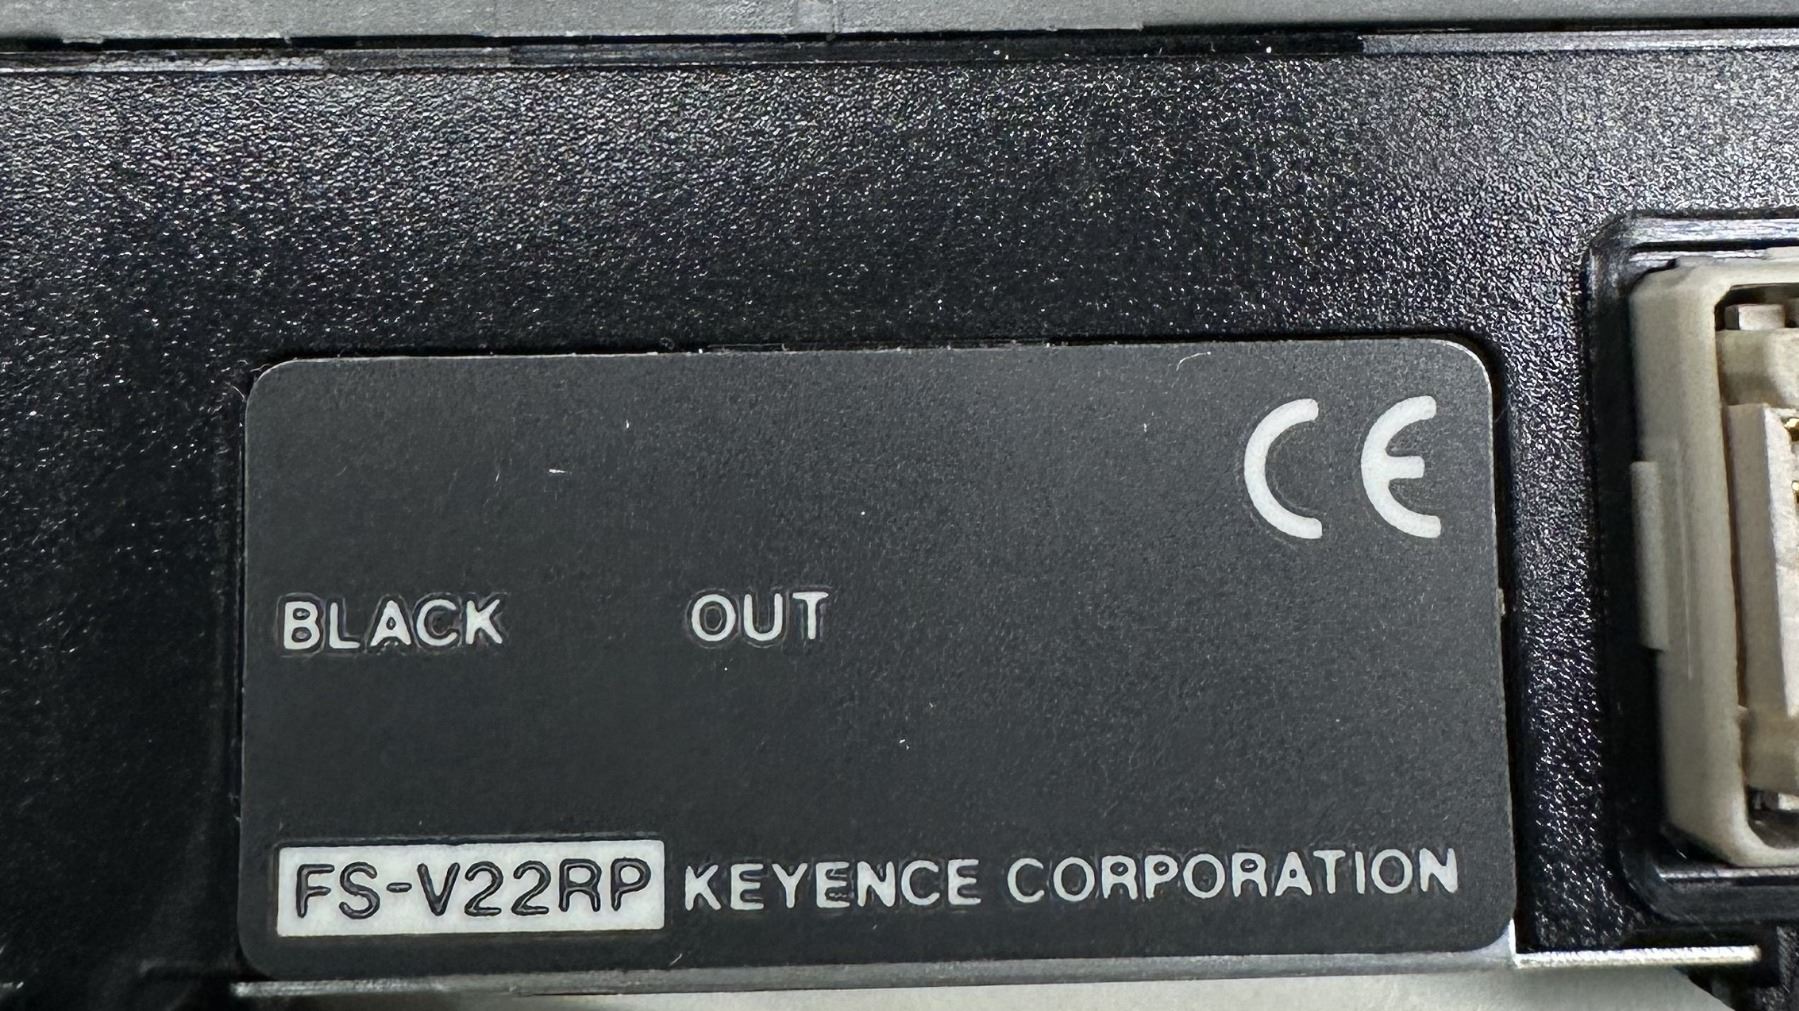 CE
BLACK OUT
FS-V22RP KEYENCE CORPORATION